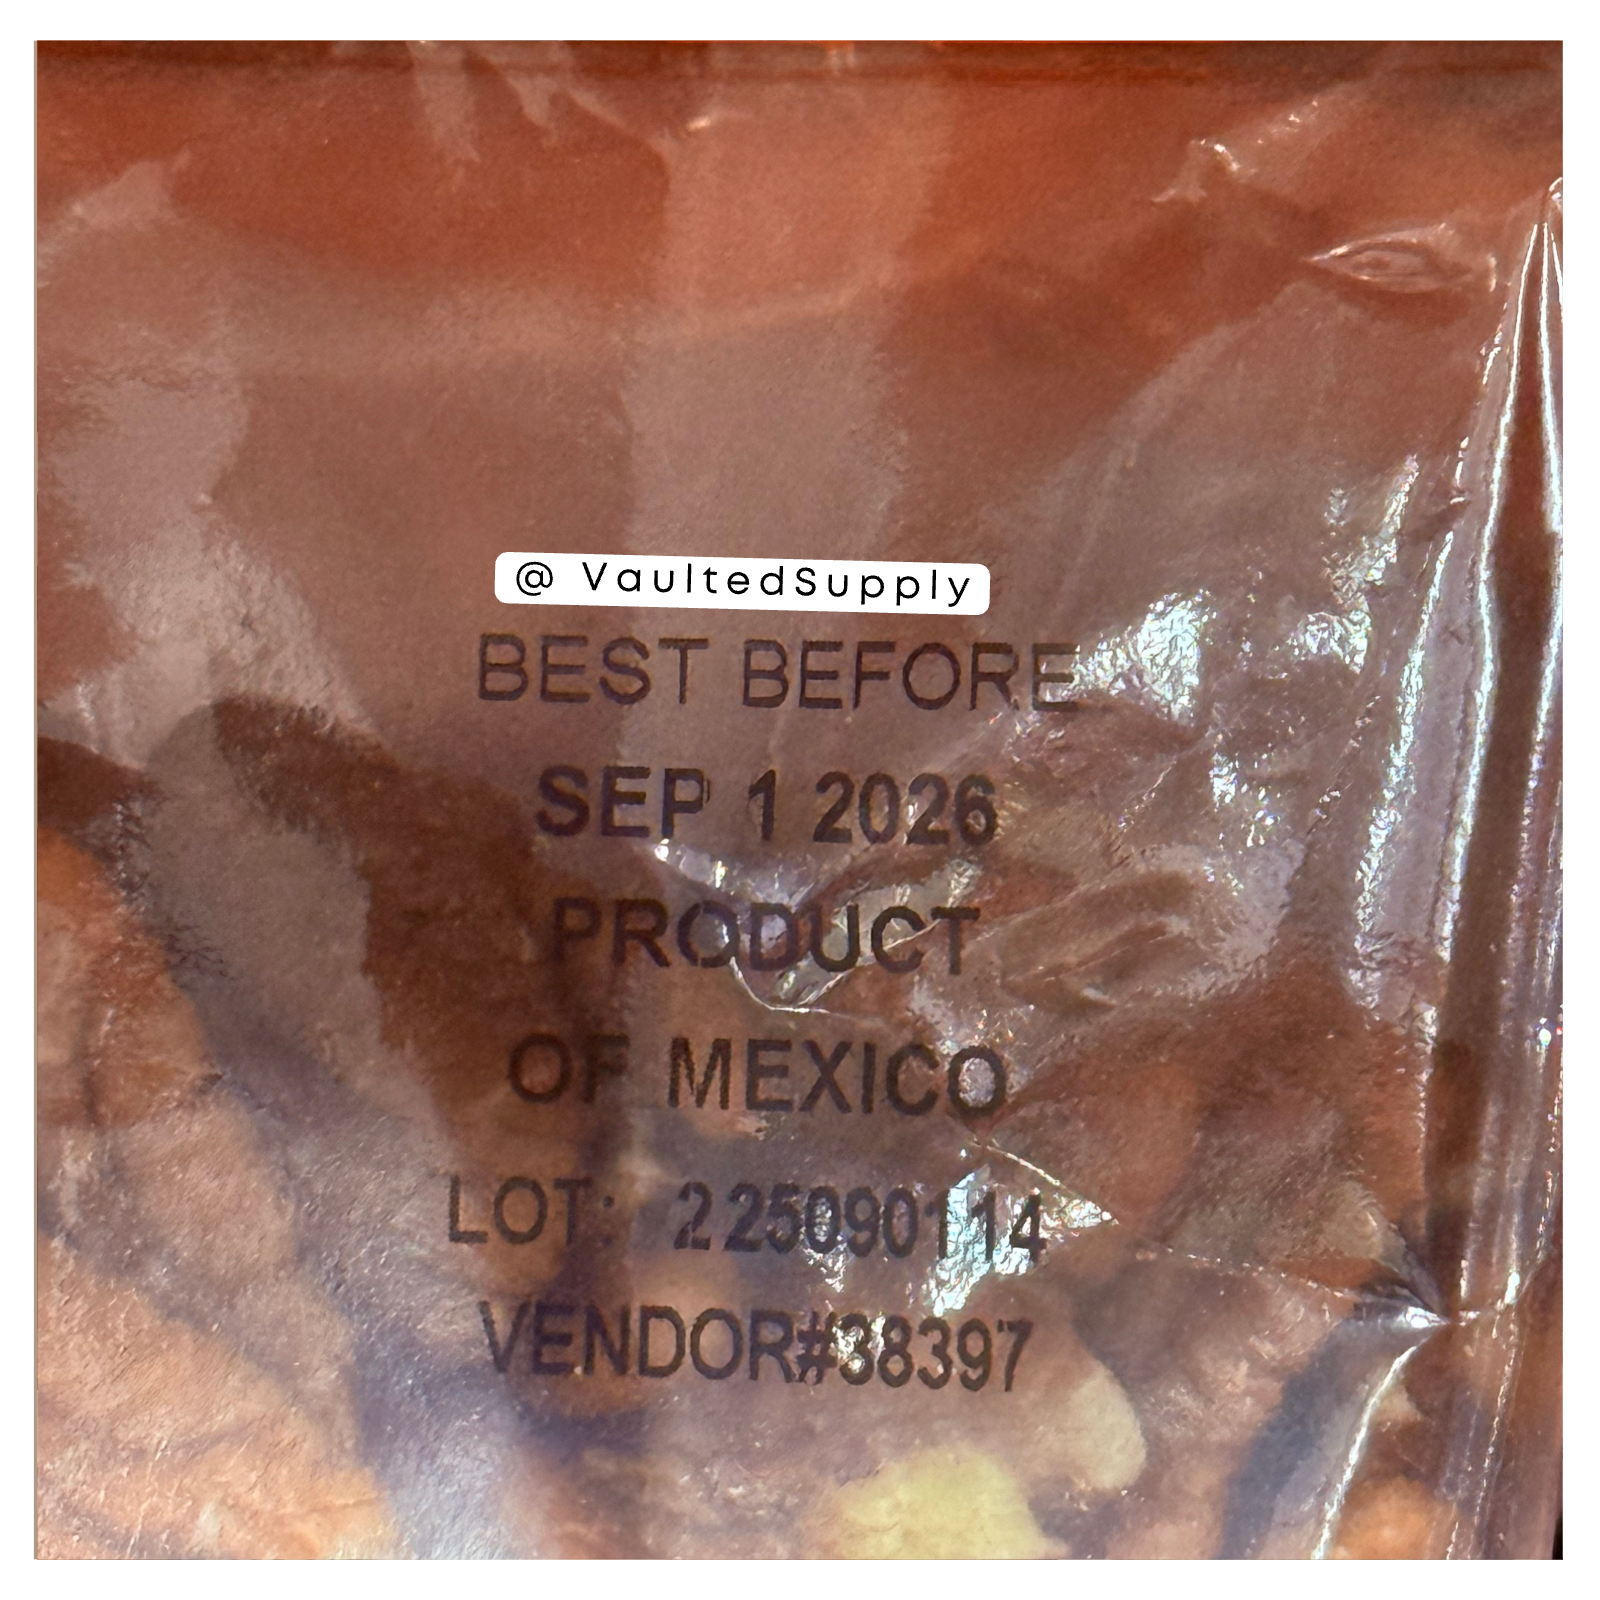 @ VaultedSupply
BEST BEFORE
SEP 1 2026
PRODUCT
OF MEXICO
LOT: 225090114
VENDOR#38397